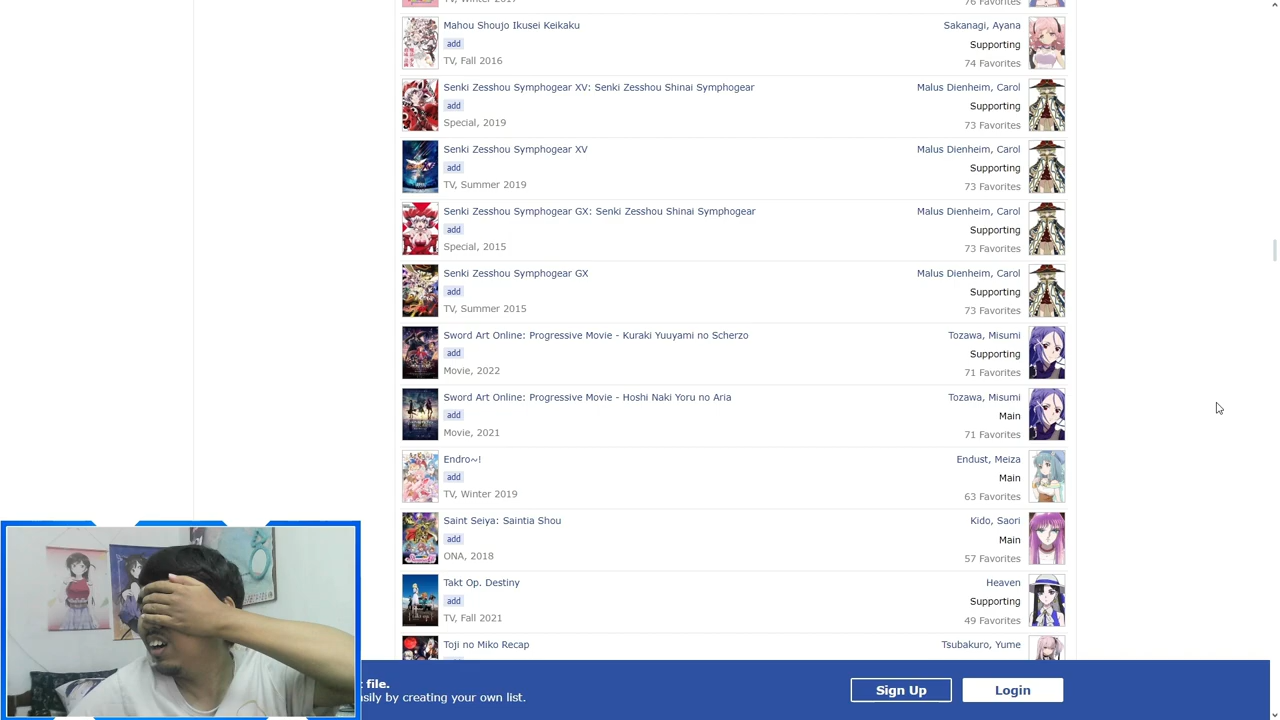 TV, Winter 2017
76 Favorites
Mahou Shoujo Ikusei Keikaku
Sakanagi, Ayana
add
Supporting
TV, Fall 2016
74 Favorites
Senki Zesshou Symphogear XV: Senki Zesshou Shinai Symphogear
Malus Dienheim, Carol
add
Supporting
Special, 2019
73 Favorites
Senki Zesshou Symphogear XV
Malus Dienheim, Carol
add
Supporting
TV, Summer 2019
73 Favorites
Senki Zesshou Symphogear GX: Senki Zesshou Shinai Symphogear
Malus Dienheim, Carol
add
Supporting
Special, 2015
73 Favorites
Senki Zesshou Symphogear GX
Malus Dienheim, Carol
add
Supporting
TV, Summer 2015
73 Favorites
Sword Art Online: Progressive Movie - Kuraki Yuuyami no Scherzo
Tozawa, Misumi
add
Supporting
Movie, 2022
71 Favorites
Sword Art Online: Progressive Movie - Hoshi Naki Yoru no Aria
Tozawa, Misumi
add
Main
Movie, 2021
71 Favorites
Endro~!
Endust, Meiza
add
Main
TV, Winter 2019
63 Favorites
Saint Seiya: Saintia Shou
Kido, Saori
add
Main
ONA, 2018
57 Favorites
Takt Op. Destiny
Heaven
add
Supporting
TV, Fall 2021
49 Favorites
Toji no Miko Recap
Tsubakuro, Yume
t file.
asily by creating your own list.
Sign Up
Login